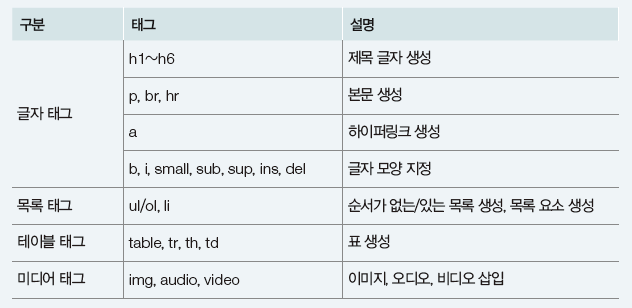 구분 태그 설명
글자 태그 h1~h6 제목 글자 생성
p, br, hr 본문 생성
a 하이퍼링크 생성
b, i, small, sub, sup, ins, del 글자 모양 지정
목록 태그 ul/ol, li 순서가 없는/있는 목록 생성, 목록 요소 생성
테이블 태그 table, tr, th, td 표 생성
미디어 태그 img, audio, video 이미지, 오디오, 비디오 삽입